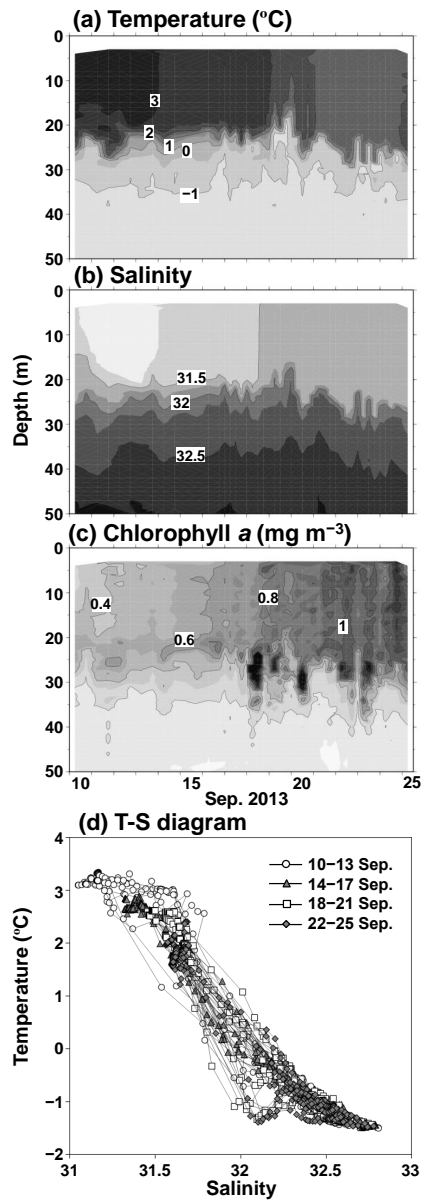 (a) Temperature (ºC)
0
10
20
30
40
50
3
2
1
0
−1
(b) Salinity
0
10
20
30
40
50
Depth (m)
31.5
32
32.5
(c) Chlorophyll a (mg m−3)
0
10
20
30
40
50
0.4
0.6
0.8
1
10 15 20 25
Sep. 2013
(d) T-S diagram
4
3
2
1
0
−1
−2
Temperature (ºC)
10−13 Sep.
14−17 Sep.
18−21 Sep.
22−25 Sep.
31 31.5 32 32.5 33
Salinity